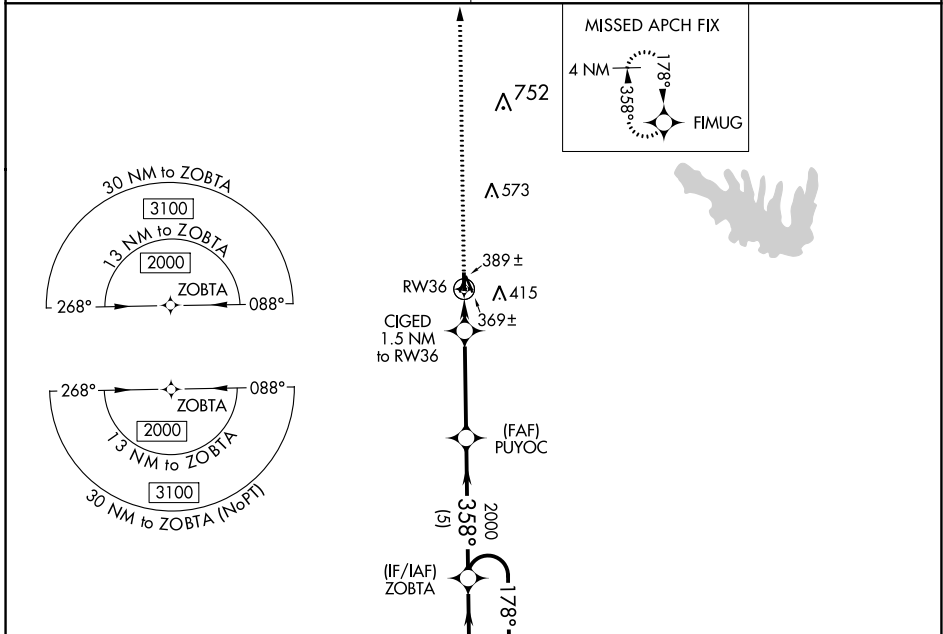 MISSED APCH FIX
4 NM
178°
358°
FIMUG
752
573
389 ±
RW36
415
369 ±
CIGED
1.5 NM
to RW36
(FAF)
PUYOC
2000
358°
(5)
(IF/IAF)
ZOBTA
178°
30 NM to ZOBTA
3100
13 NM to ZOBTA
2000
ZOBTA
268°
088°
268°
088°
ZOBTA
2000
13 NM to ZOBTA
3100
30 NM to ZOBTA (NoPT)